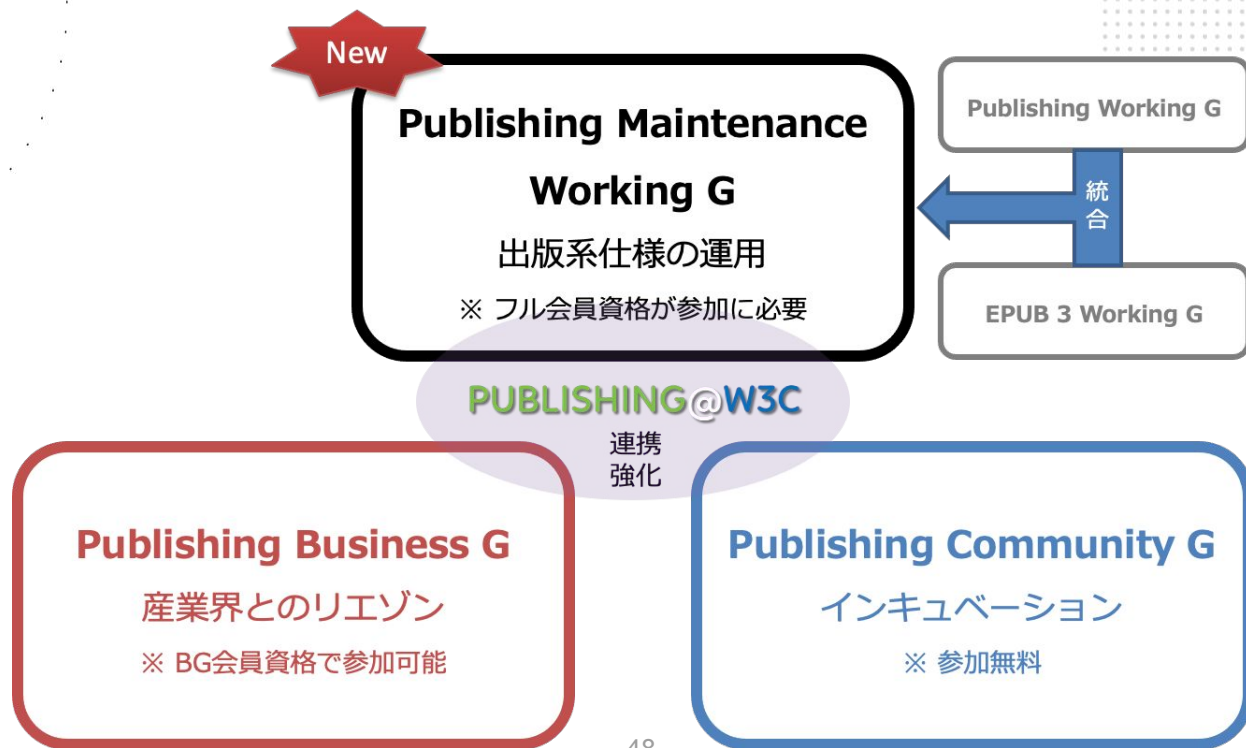 New
Publishing Maintenance
Working G
出版系仕様の運用
※ フル会員資格が参加に必要
Publishing Working G
統
合
EPUB 3 Working G
PUBLISHING@W3C
連携
強化
Publishing Business G
産業界とのリエゾン
※ BG会員資格で参加可能
Publishing Community G
インキュベーション
※ 参加無料
48